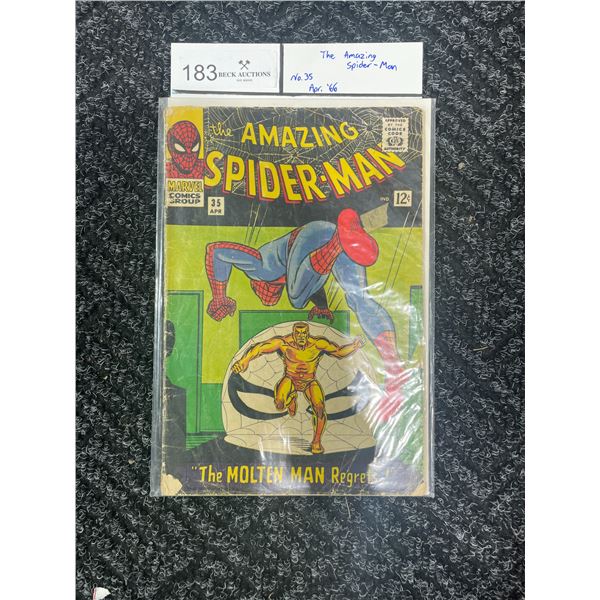 183
BECK AUCTIONS
The Amazing
Spider-Man
No. 35
Apr. '66
the AMAZING
SPIDER-MAN
APPROVED
BY THE
COMICS
CODE
AUTHORITY
MARVEL
COMICS
GROUP
35
APR
IND.
12¢
"The MOLTEN MAN Regrets